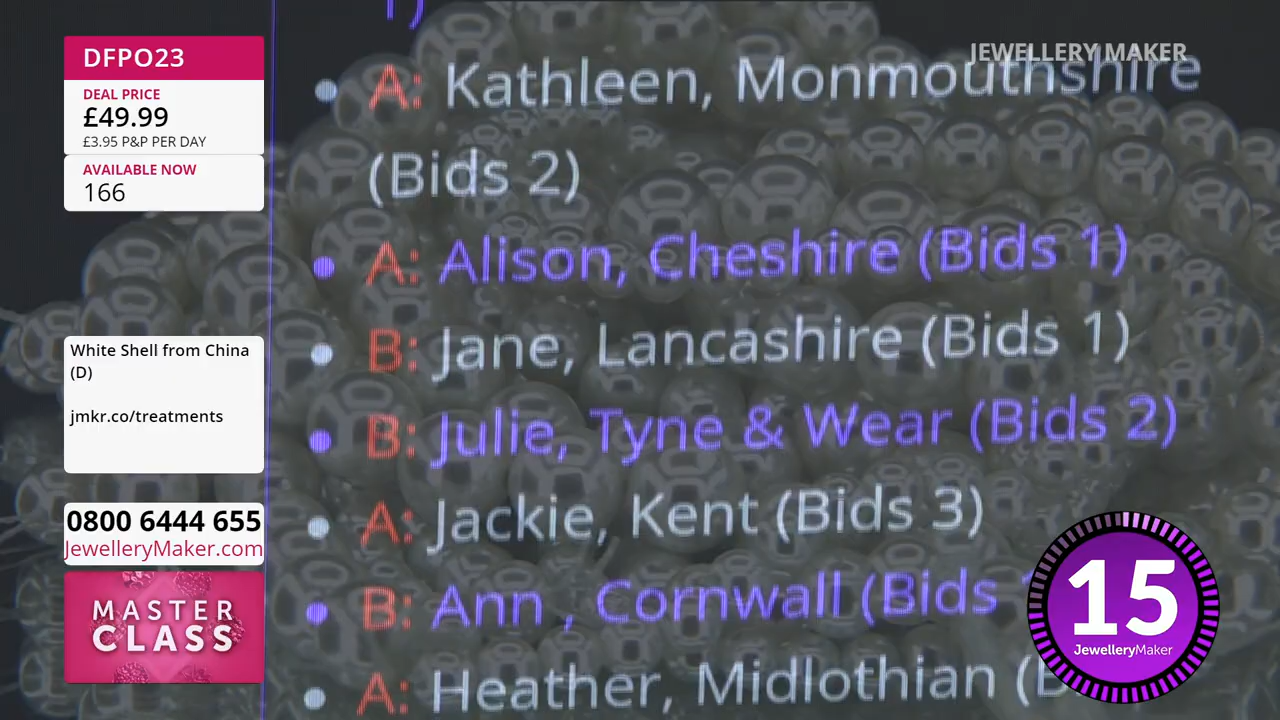 DFPO23
DEAL PRICE
£49.99
£3.95 P&P PER DAY
AVAILABLE NOW
166
White Shell from China
(D)
jmkr.co/treatments
0800 6444 655
JewelleryMaker.com
MASTER
CLASS
1)
JEWELLERY MAKER
• A: Kathleen, Monmouthshire
(Bids 2)
• A: Alison, Cheshire (Bids 1)
• B: Jane, Lancashire (Bids 1)
• B: Julie, Tyne & Wear (Bids 2)
• A: Jackie, Kent (Bids 3)
• B: Ann , Cornwall (Bids
• A: Heather, Midlothian (
15
JewelleryMaker